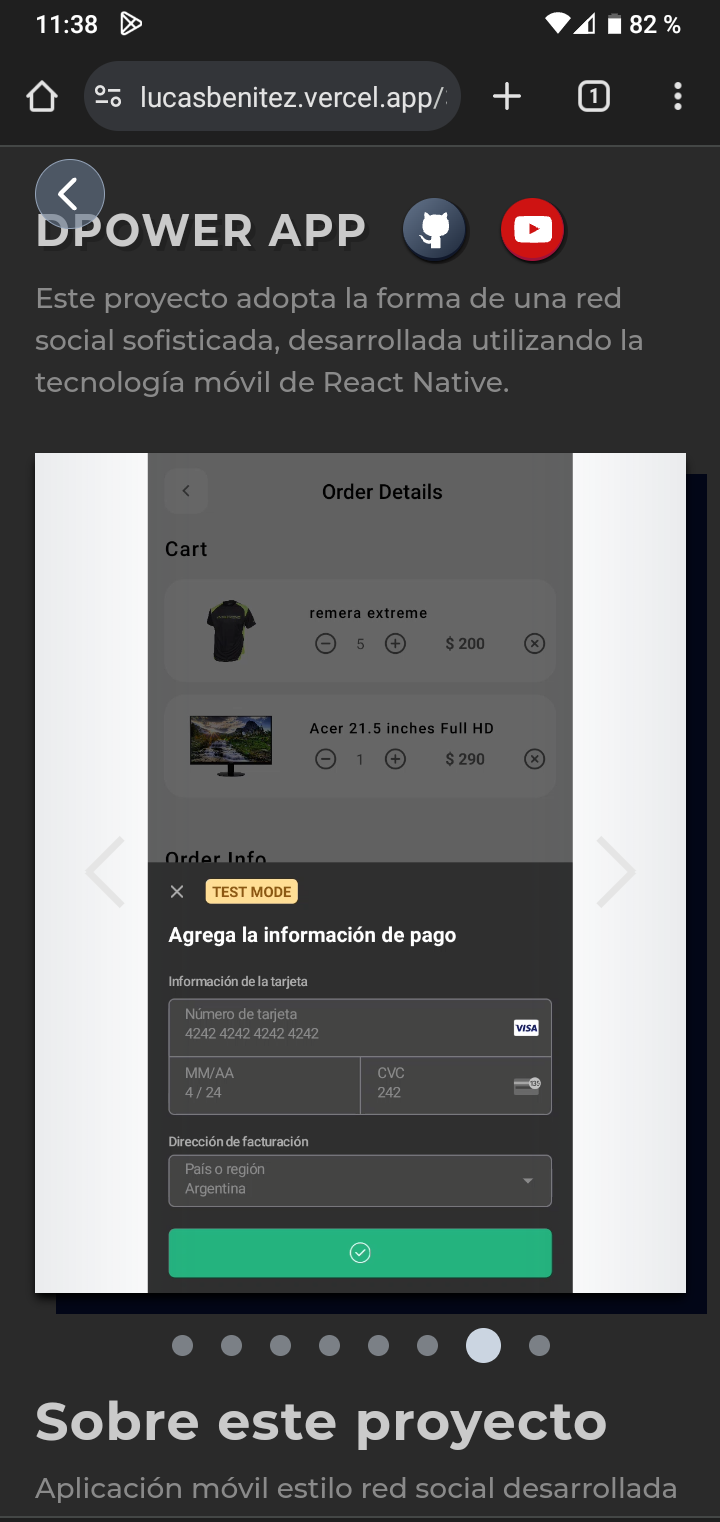 11:38
82 %
lucasbenitez.vercel.app/
1
DPOWER APP
Este proyecto adopta la forma de una red
social sofisticada, desarrollada utilizando la
tecnología móvil de React Native.
Order Details
Cart
remera extreme
5
$ 200
Acer 21.5 inches Full HD
1
$ 290
Order Info
TEST MODE
Agrega la información de pago
Información de la tarjeta
Número de tarjeta
4242 4242 4242 4242
VISA
MM/AA
4 / 24
CVC
242
Dirección de facturación
País o región
Argentina
Sobre este proyecto
Aplicación móvil estilo red social desarrollada